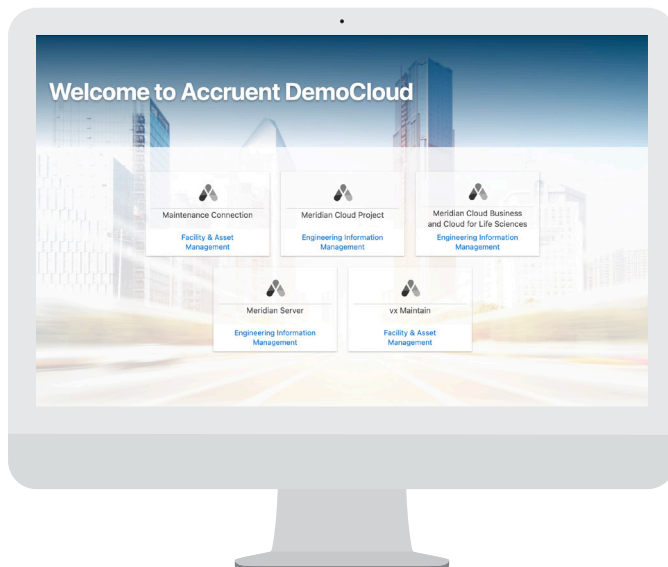 Welcome to Accruent DemoCloud
Maintenance Connection
Facility & Asset
Management
Meridian Cloud Project
Engineering Information
Management
Meridian Cloud Business
and Cloud for Life Sciences
Engineering Information
Management
Meridian Server
Engineering Information
Management
vx Maintain
Facility & Asset
Management